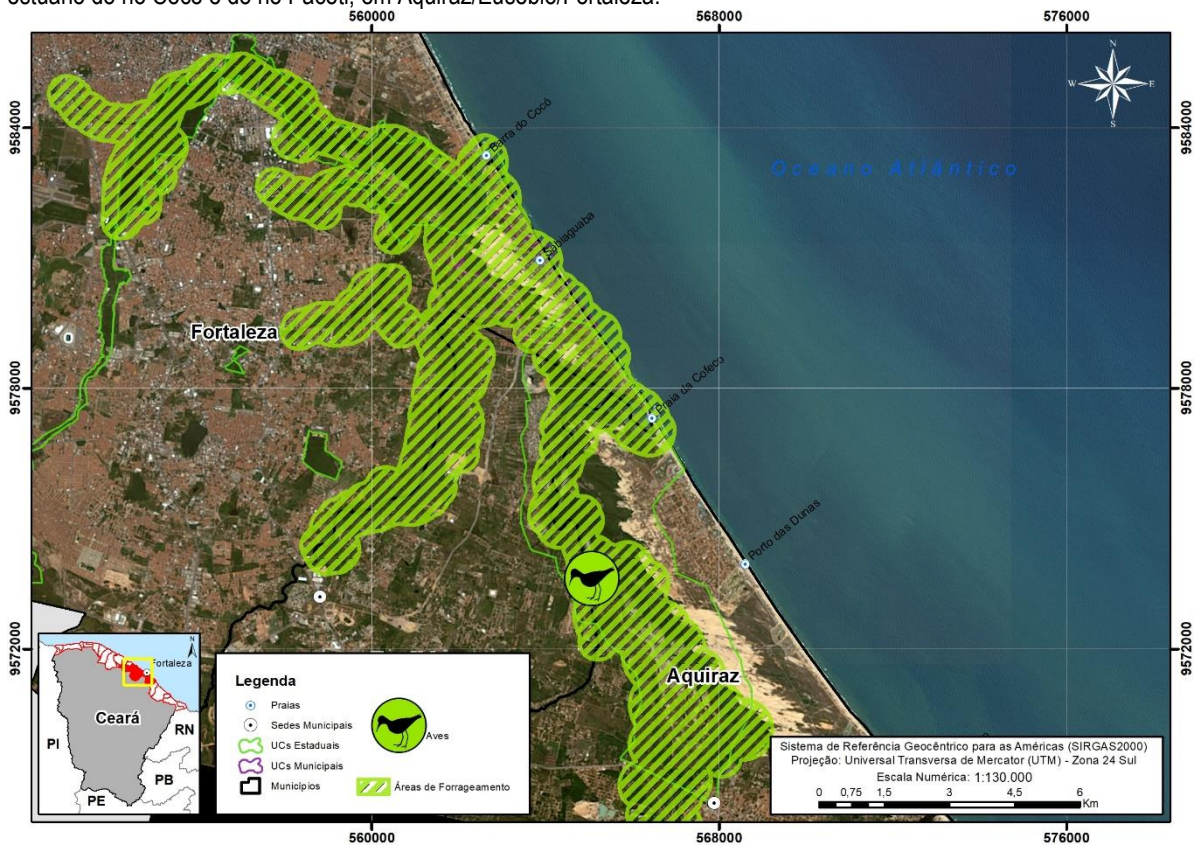 estuário do rio Cocó e do rio Pacoti, em Aquiraz/Eusébio/Fortaleza.
560000
568000
576000
9584000
9584000
N
W
E
S
Barra do Cocó
Oceano Atlântico
Sabiaguaba
Fortaleza
9578000
9578000
Praia da Cofeco
Porto das Dunas
9572000
9572000
Aquiraz
N
Fortaleza
Ceará
PI
RN
PB
PE
Legenda
Praias
Sedes Municipais
UCs Estaduais
UCs Municipais
Municípios
Aves
Áreas de Forrageamento
Sistema de Referência Geocêntrico para as Américas (SIRGAS2000)
Projeção: Universal Transversa de Mercator (UTM) - Zona 24 Sul
Escala Numérica: 1:130.000
0 0,75 1,5 3 4,5 6
Km
560000
568000
576000